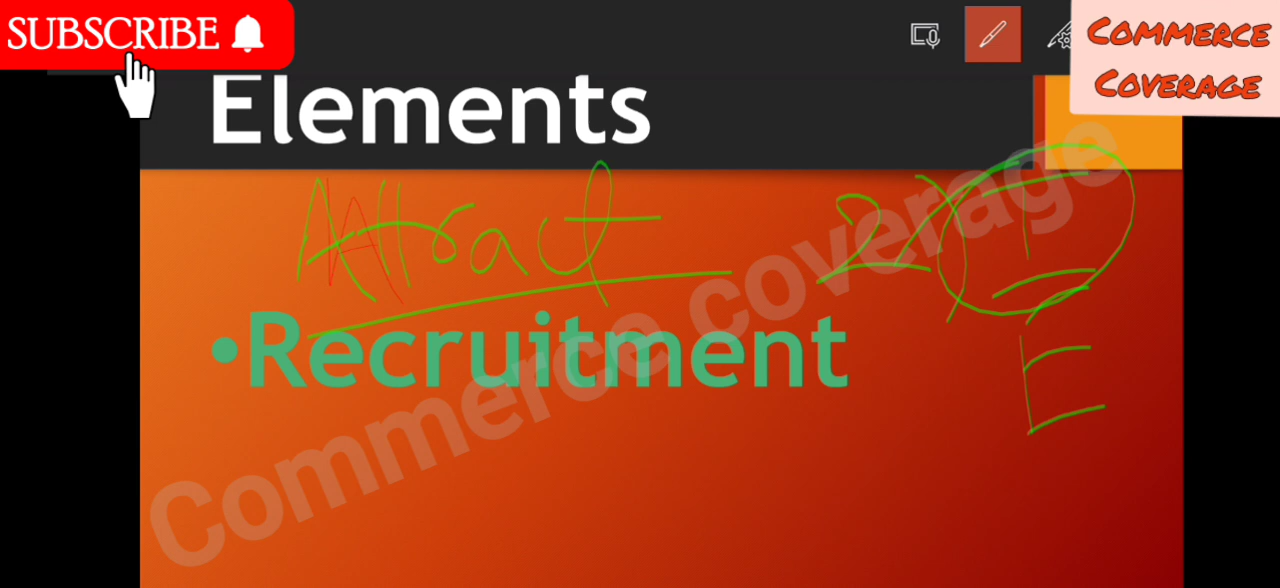 SUBSCRIBE
COMMERCE
COVERAGE
Elements
Attract
•Recruitment
E
Commerce coverage